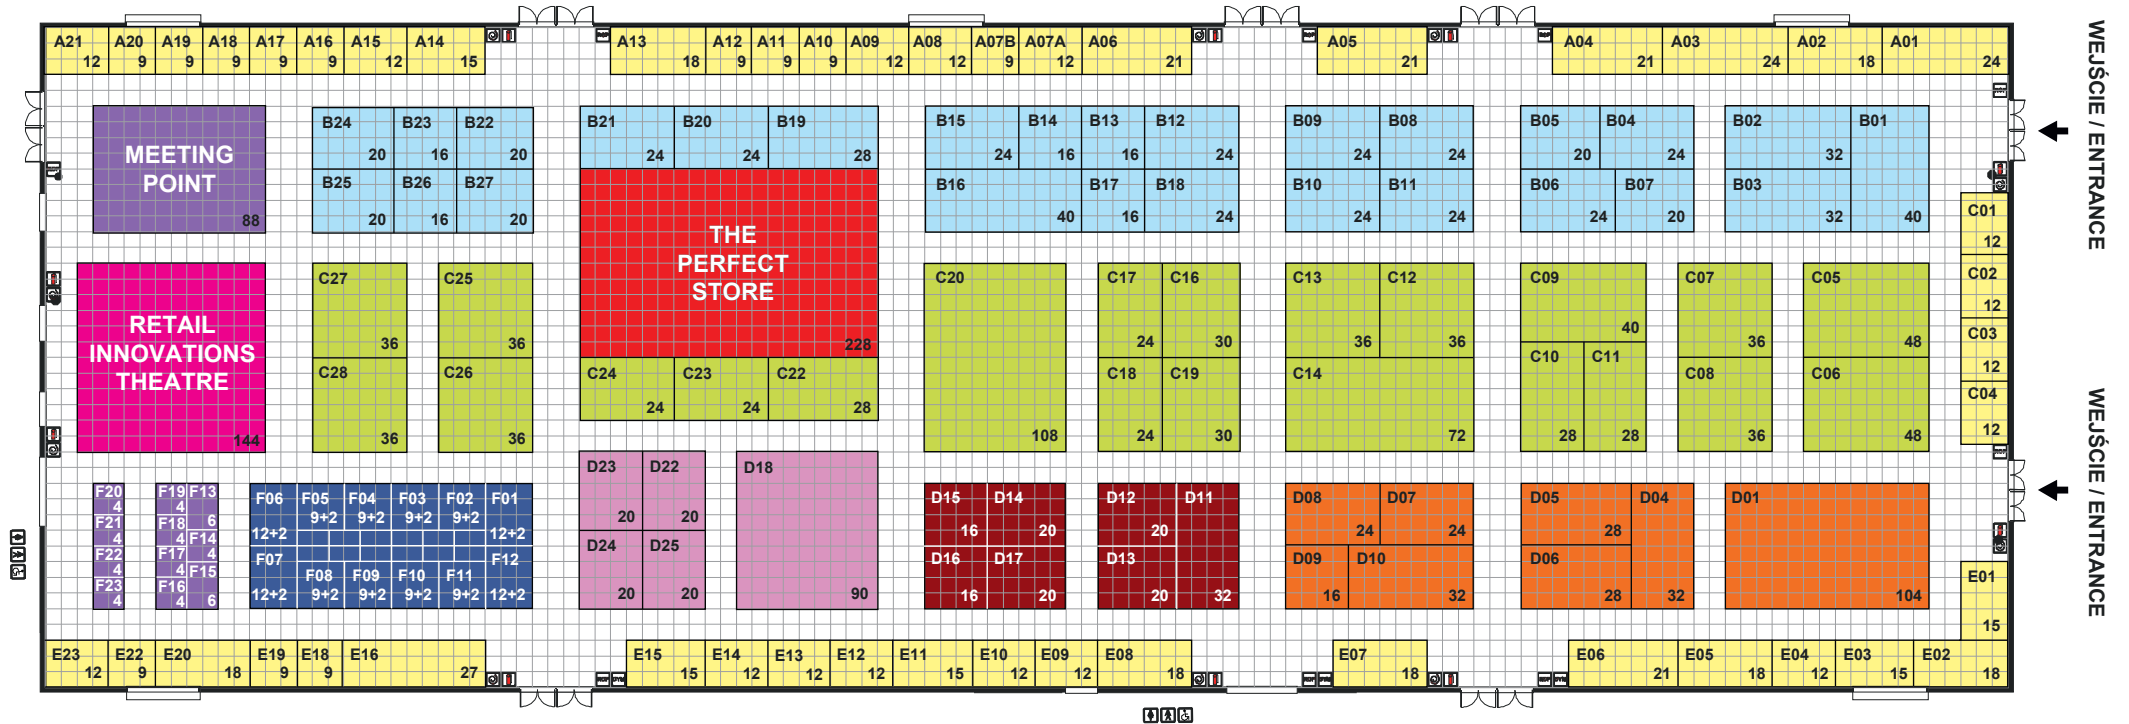 A21 A20 A19 A18 A17 A16 A15 A14 A13 A12 A11 A10 A09 A08 A07B A07A A06 A05 A04 A03 A02 A01
12 9 9 9 9 9 12 15 18 9 9 9 12 12 9 12 21 21 21 24 18 24
WEJŚCIE / ENTRANCE
B24 B23 B22 B21 B20 B19 B15 B14 B13 B12 B09 B08 B05 B04 B02 B01
20 16 20 24 24 28 24 16 16 24 24 24 20 24 32
MEETING
POINT
88
B25 B26 B27 B16 B17 B18 B10 B11 B06 B07 B03
20 16 20 40 16 24 24 24 24 20 32 40
THE
PERFECT
STORE
228
C01
12
C02
12
C03
12
C04
12
C27 C25 C20 C17 C16 C13 C12 C09 C07 C05
36 36 24 30 36 36 40 36 48
RETAIL
INNOVATIONS
THEATRE
144
C10 C11
28 28
C28 C26 C24 C23 C22 C18 C19 C14 C08 C06
24 24 28
36 36 108 24 30 72 36 48
WEJŚCIE / ENTRANCE
D23 D22 D18
20 20 90
D24 D25
20 20
D15 D14 D12 D11 D08 D07 D05 D04 D01
16 20 20 24 24 28
D16 D17 D13 D09 D10 D06
16 20 20 32 16 32 28 32 104
F20 F19 F13 F06 F05 F04 F03 F02 F01
4 4 6 12+2 9+2 9+2 9+2 9+2 12+2
F21 F18 F14
4 4 4
F22 F17 F15 F07 F08 F09 F10 F11 F12
4 4 6 12+2 9+2 9+2 9+2 9+2 12+2
F23 F16
4 4
E01
15
E23 E22 E20 E19 E18 E16 E15 E14 E13 E12 E11 E10 E09 E08 E07 E06 E05 E04 E03 E02
12 9 18 9 9 27 15 12 12 12 15 12 12 18 18 21 18 12 15 18